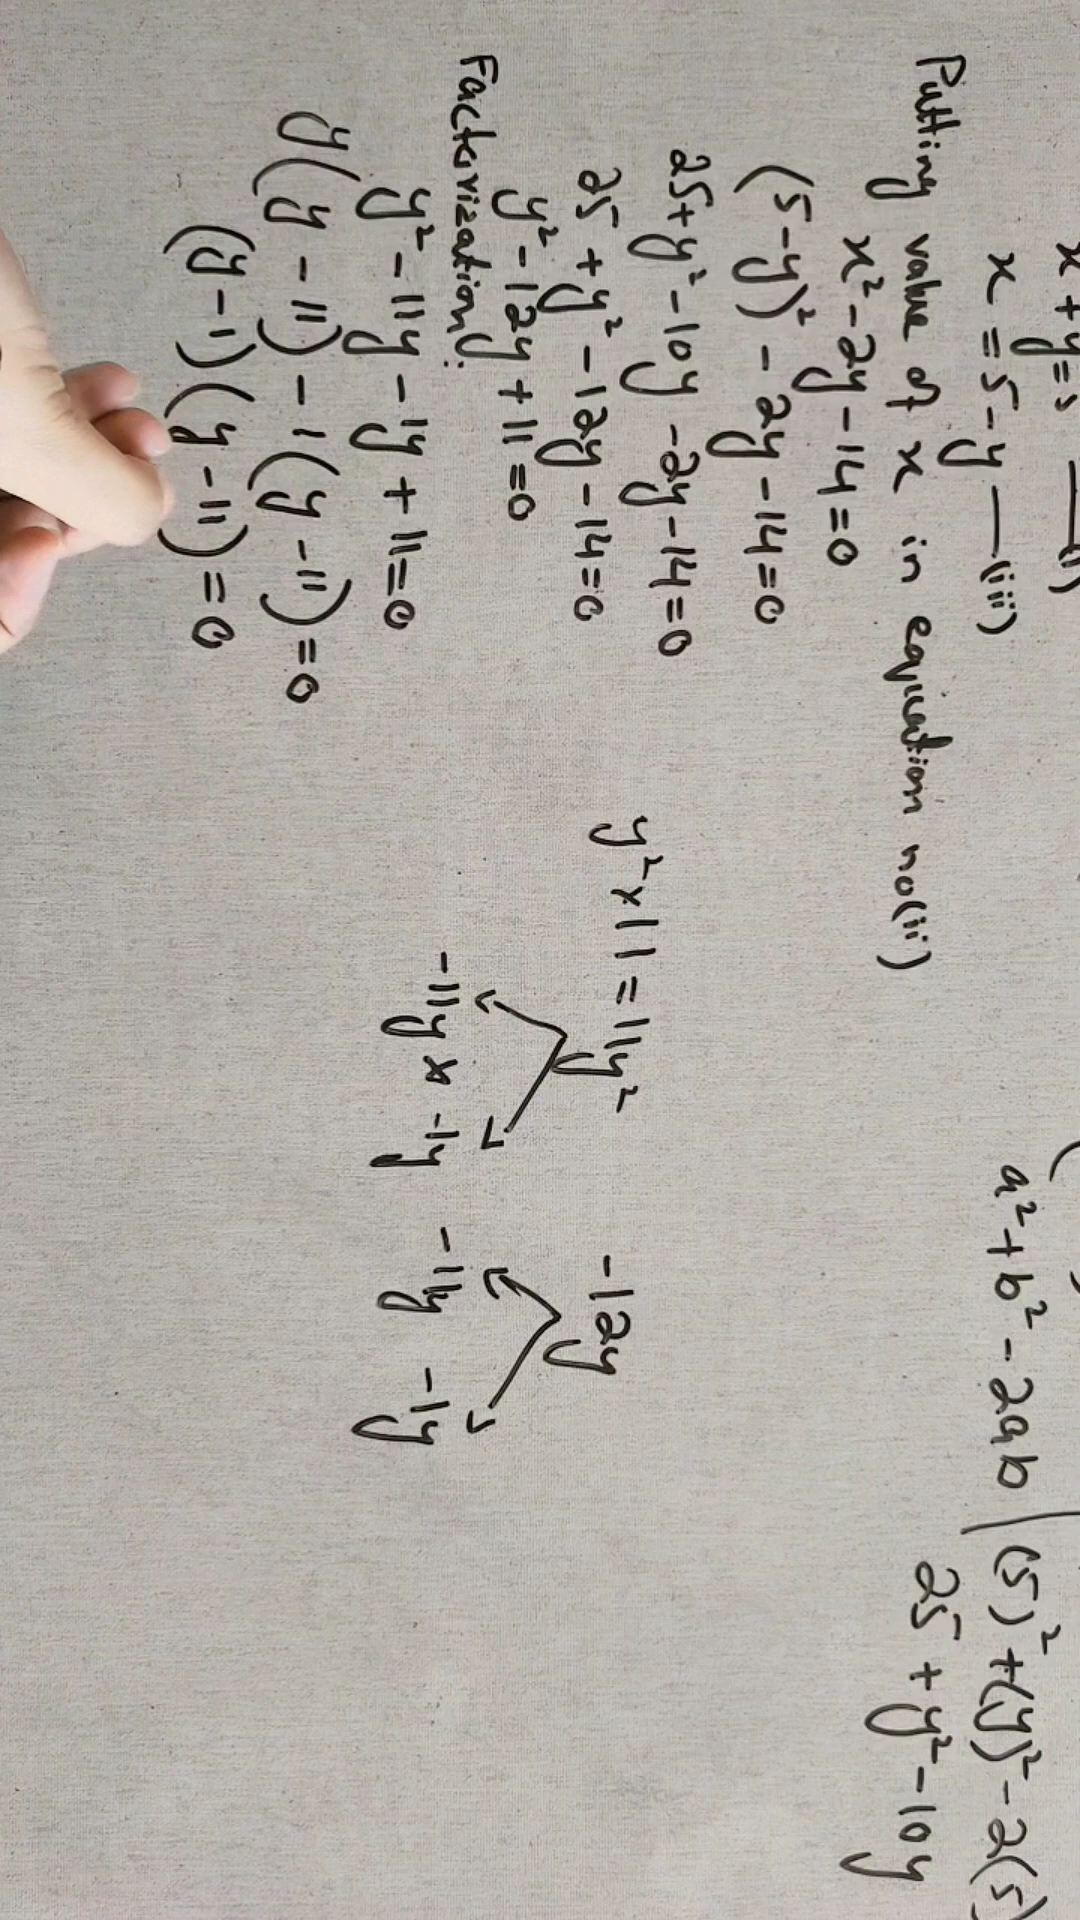 x + y = 5 —(i)
x = 5 - y —(iii)
Putting value of x in equation no(ii)
x² - 2y - 14 = 0
(5 - y)² - 2y - 14 = 0
25 + y² - 10y - 2y - 14 = 0
25 + y² - 12y - 14 = 0
y² - 12y + 11 = 0
Factorization:
y² - 11y - 1y + 11 = 0
y(y - 11) - 1(y - 11) = 0
(y - 1)(y - 11) = 0
y² x 11 = 11y²
-11y x -1y
-12y
-11y -1y
a² + b² - 2ab
(5)² + (y)² - 2(5)
25 + y² - 10y